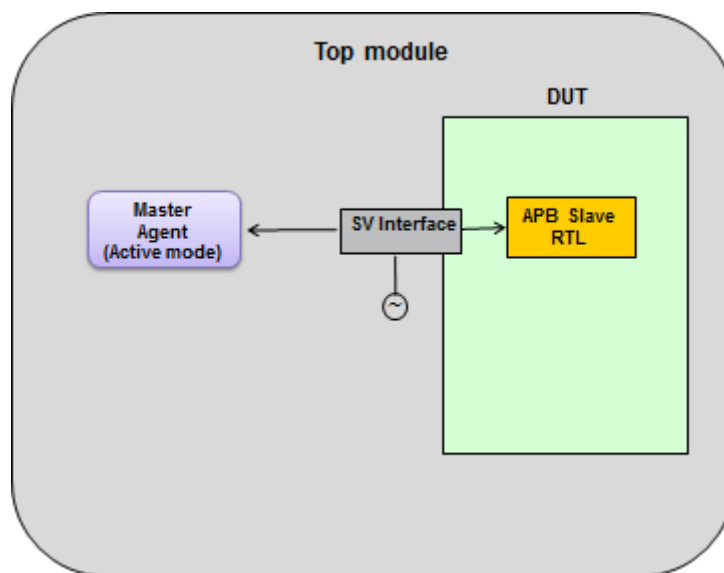 Top module
DUT
Master
Agent
(Active mode)
SV Interface
APB Slave
RTL
~